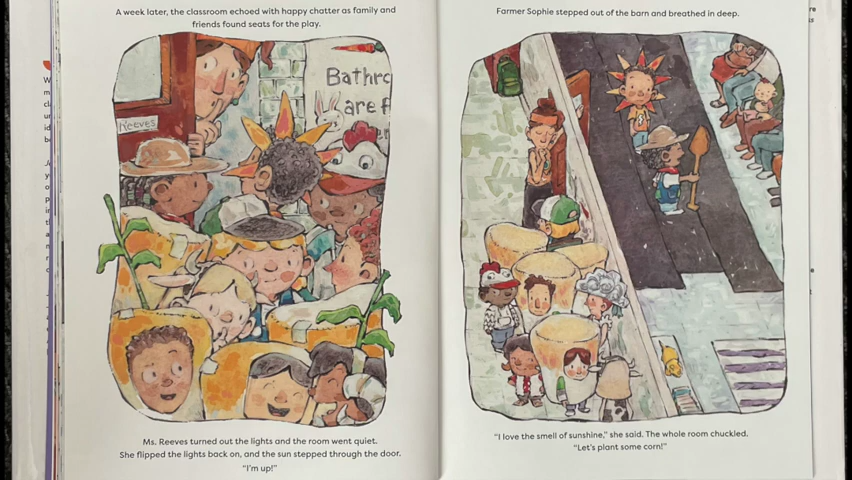 A week later, the classroom echoed with happy chatter as family and
friends found seats for the play.
Reeves
Bathrc
are f
Ms. Reeves turned out the lights and the room went quiet.
She flipped the lights back on, and the sun stepped through the door.
"I'm up!"
Farmer Sophie stepped out of the barn and breathed in deep.
"I love the smell of sunshine," she said. The whole room chuckled.
"Let's plant some corn!"